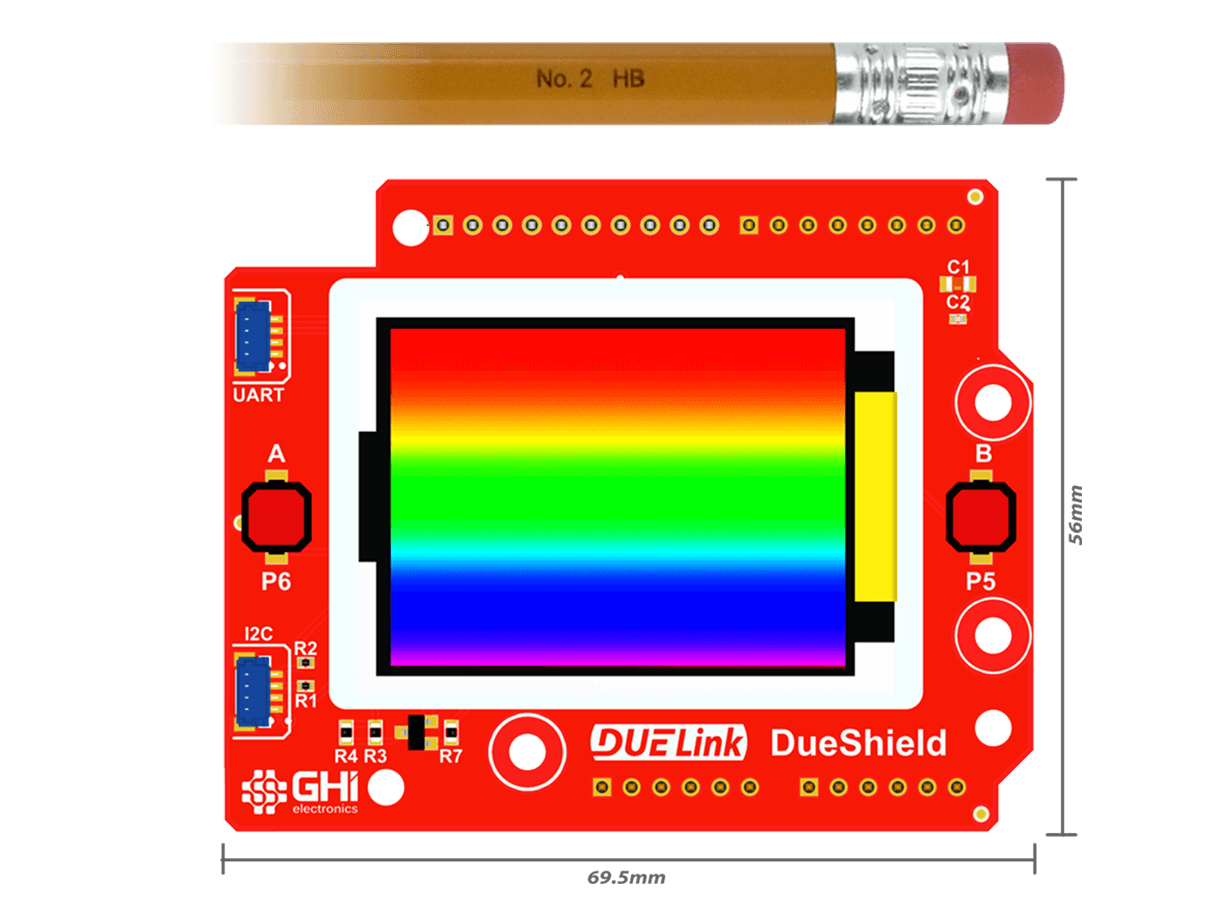 No. 2 HB
C1
C2
UART
A
B
P6
P5
56mm
I2C
R2
R1
R4 R3
R7
DUELink
DueShield
GHI
electronics
69.5mm